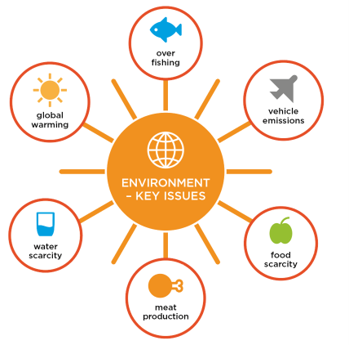 over
fishing
global
warming
vehicle
emissions
ENVIRONMENT
– KEY ISSUES
water
scarcity
food
scarcity
meat
production